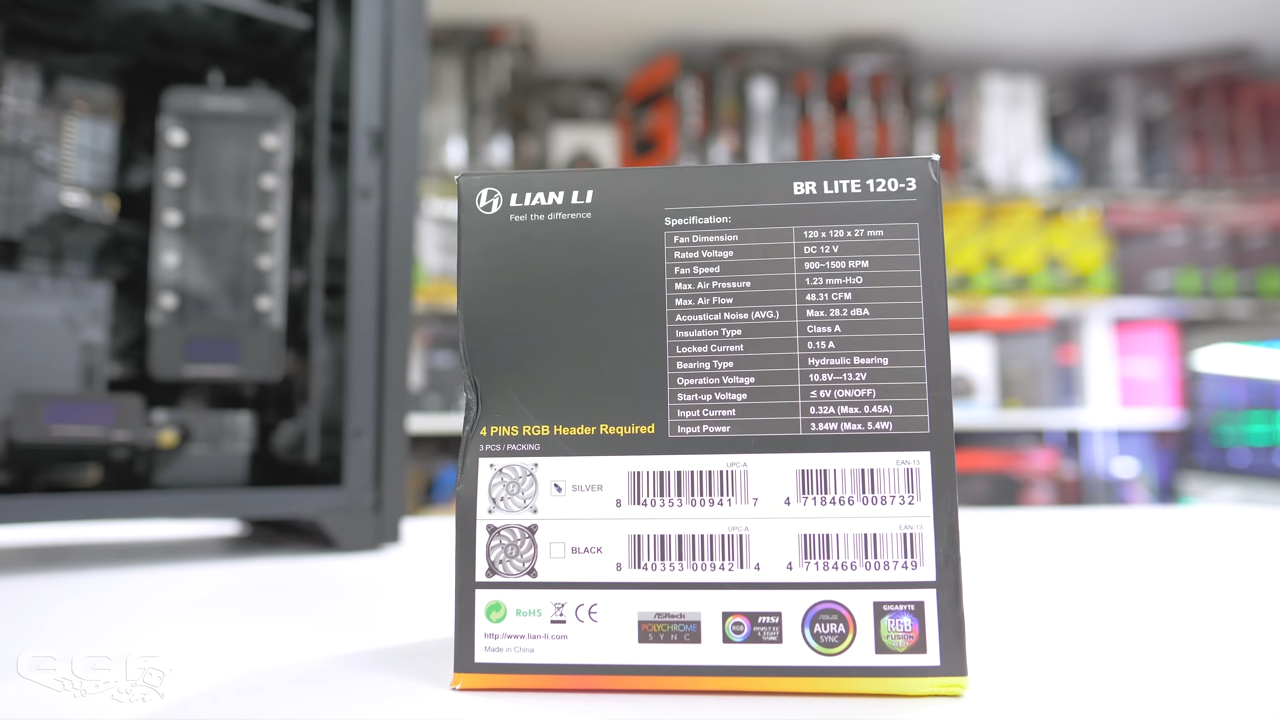 LIAN LI
Feel the difference
BR LITE 120-3
Specification:
Fan Dimension 120 x 120 x 27 mm
Rated Voltage DC 12 V
Fan Speed 900~1500 RPM
Max. Air Pressure 1.23 mm-H2O
Max. Air Flow 48.31 CFM
Acoustical Noise (AVG.) Max. 28.2 dBA
Insulation Type Class A
Locked Current 0.15 A
Bearing Type Hydraulic Bearing
Operation Voltage 10.8V---13.2V
Start-up Voltage ≤ 6V (ON/OFF)
Input Current 0.32A (Max. 0.45A)
Input Power 3.84W (Max. 5.4W)
4 PINS RGB Header Required
3 PCS / PACKING
UPC-A EAN-13
SILVER 8 40353 00941 7 4 718466 008732
UPC-A EAN-13
BLACK 8 40353 00942 4 4 718466 008749
RoHS CE
http://www.lian-li.com
Made in China
ASRock
POLYCHROME
SYNC
RGB
msi
MYSTIC
LIGHT
SYNC
ASUS
AURA
SYNC
GIGABYTE
RGB
FUSION